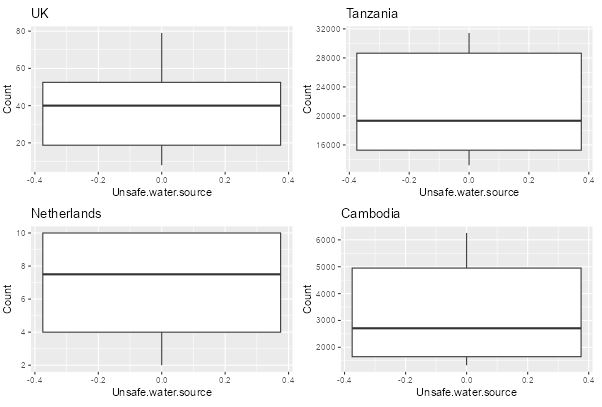 UK
Count
80
60
40
20
-0.4 -0.2 0.0 0.2 0.4
Unsafe.water.source
Tanzania
Count
32000
28000
24000
20000
16000
-0.4 -0.2 0.0 0.2 0.4
Unsafe.water.source
Netherlands
Count
10
8
6
4
2
-0.4 -0.2 0.0 0.2 0.4
Unsafe.water.source
Cambodia
Count
6000
5000
4000
3000
2000
-0.4 -0.2 0.0 0.2 0.4
Unsafe.water.source